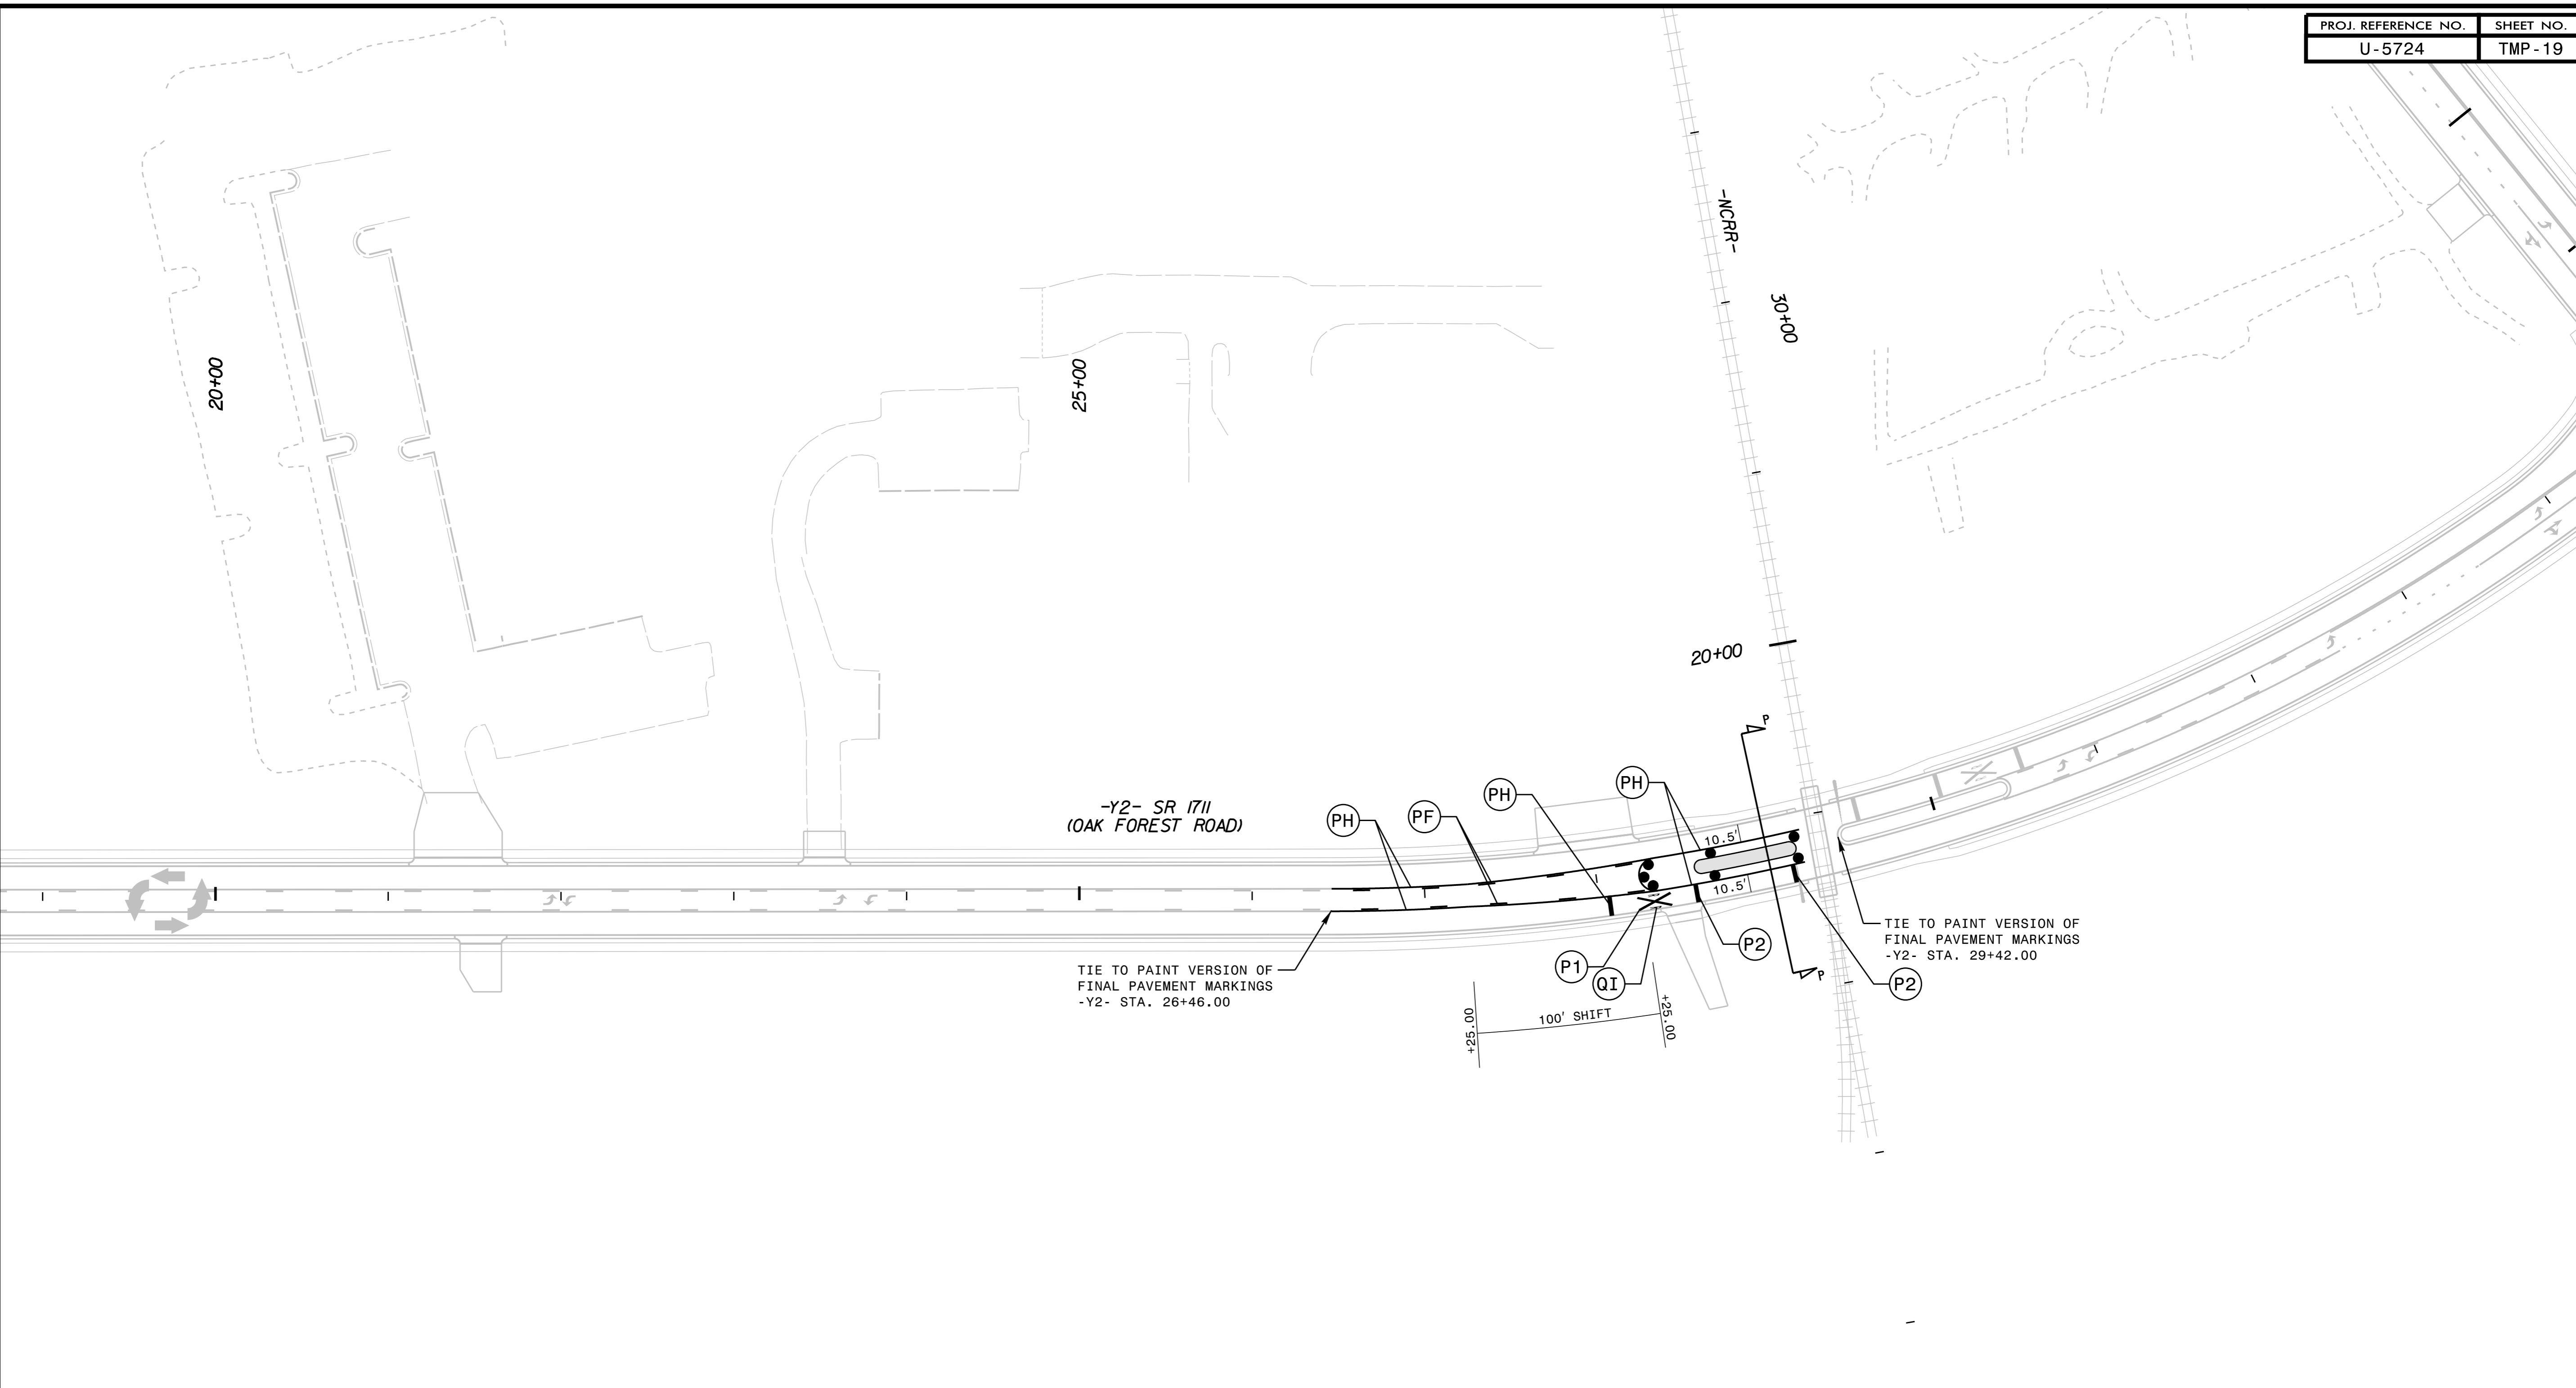 PROJ. REFERENCE NO.
SHEET NO.
U-5724
TMP-19
-NCRR-
30+00
20+00
25+00
20+00
P
-Y2- SR 1711
(OAK FOREST ROAD)
PH
PF
PH
PH
10.5'
10.5'
TIE TO PAINT VERSION OF
FINAL PAVEMENT MARKINGS
-Y2- STA. 29+42.00
P2
P1
QI
P2
P
TIE TO PAINT VERSION OF
FINAL PAVEMENT MARKINGS
-Y2- STA. 26+46.00
+25.00
100' SHIFT
+25.00